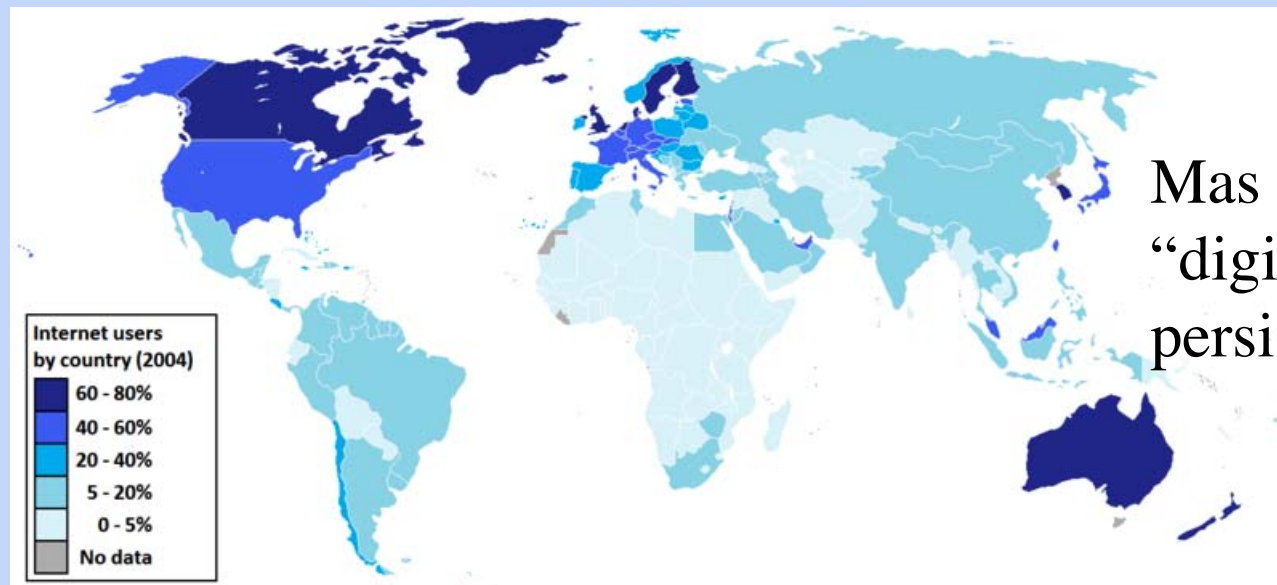 Mas
“digi
persi
Internet users
by country (2004)
60 - 80%
40 - 60%
20 - 40%
5 - 20%
0 - 5%
No data